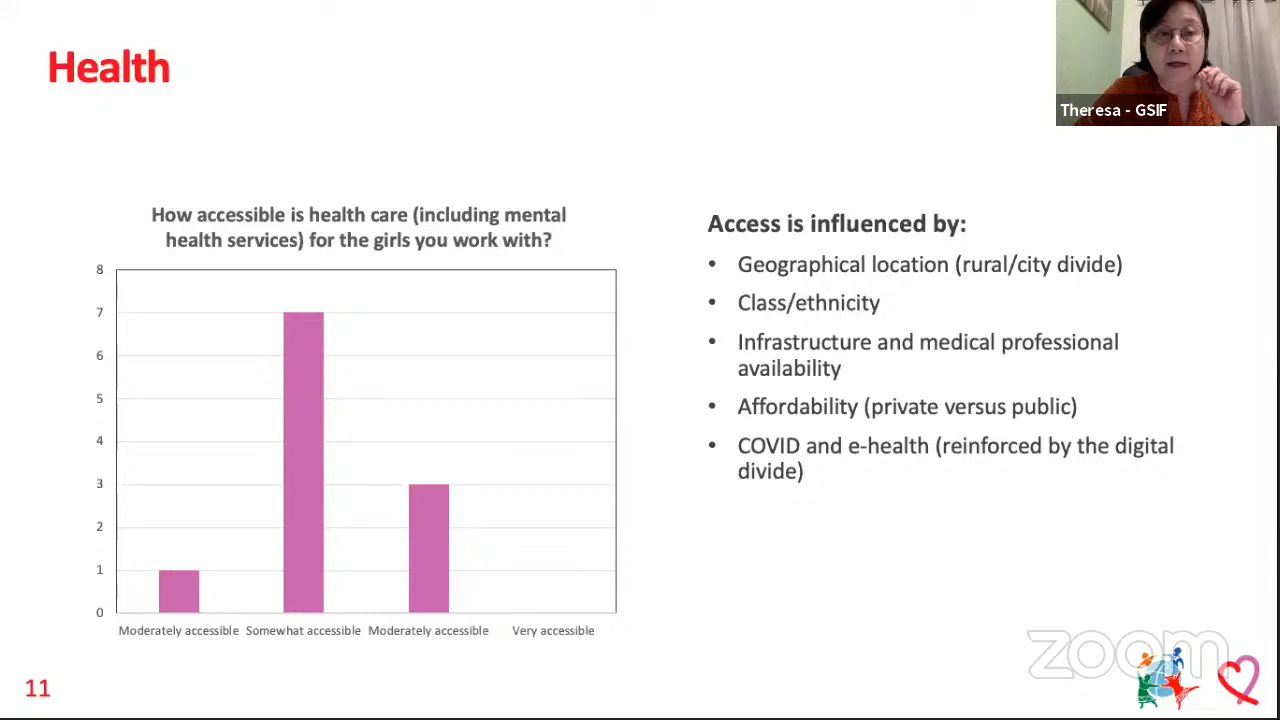 Health
Theresa - GSIF
How accessible is health care (including mental
health services) for the girls you work with?
8
7
6
5
4
3
2
1
0
Moderately accessible
Somewhat accessible
Moderately accessible
Very accessible
Access is influenced by:
• Geographical location (rural/city divide)
• Class/ethnicity
• Infrastructure and medical professional
availability
• Affordability (private versus public)
• COVID and e-health (reinforced by the digital
divide)
zoom
11